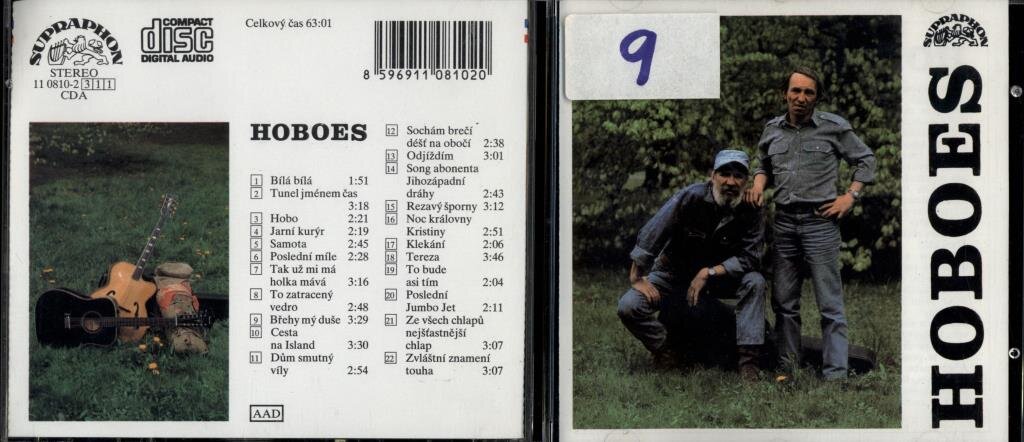 SUPRAPHON
STEREO
11 0810-2 311
CDA
COMPACT
disc
DIGITAL AUDIO
Celkový čas 63:01
8 596911 081020
HOBOES
1 Bílá bílá 1:51
2 Tunel jménem čas
3:18
3 Hobo 2:21
4 Jarní kurýr 2:19
5 Samota 2:45
6 Poslední míle 2:28
7 Tak už mi má
holka mává 3:16
8 To zatracený
vedro 2:48
9 Břehy mý duše 3:29
10 Cesta
na Island 3:30
11 Dům smutný
víly 2:54
12 Sochám brečí
déšť na obočí 2:38
13 Odjíždím 3:01
14 Song abonenta
Jihozápadní
dráhy 2:43
15 Rezavý šporny 3:12
16 Noc královny
Kristiny 2:51
17 Klekání 2:06
18 Tereza 3:46
19 To bude
asi tím 2:04
20 Poslední
Jumbo Jet 2:11
21 Ze všech chlapů
nejšťastnější
chlap 3:07
22 Zvláštní znamení
touha 3:07
AAD
9
SUPRAPHON
HOBOES